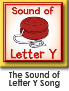 Sound of
Letter Y
The Sound of
Letter Y Song